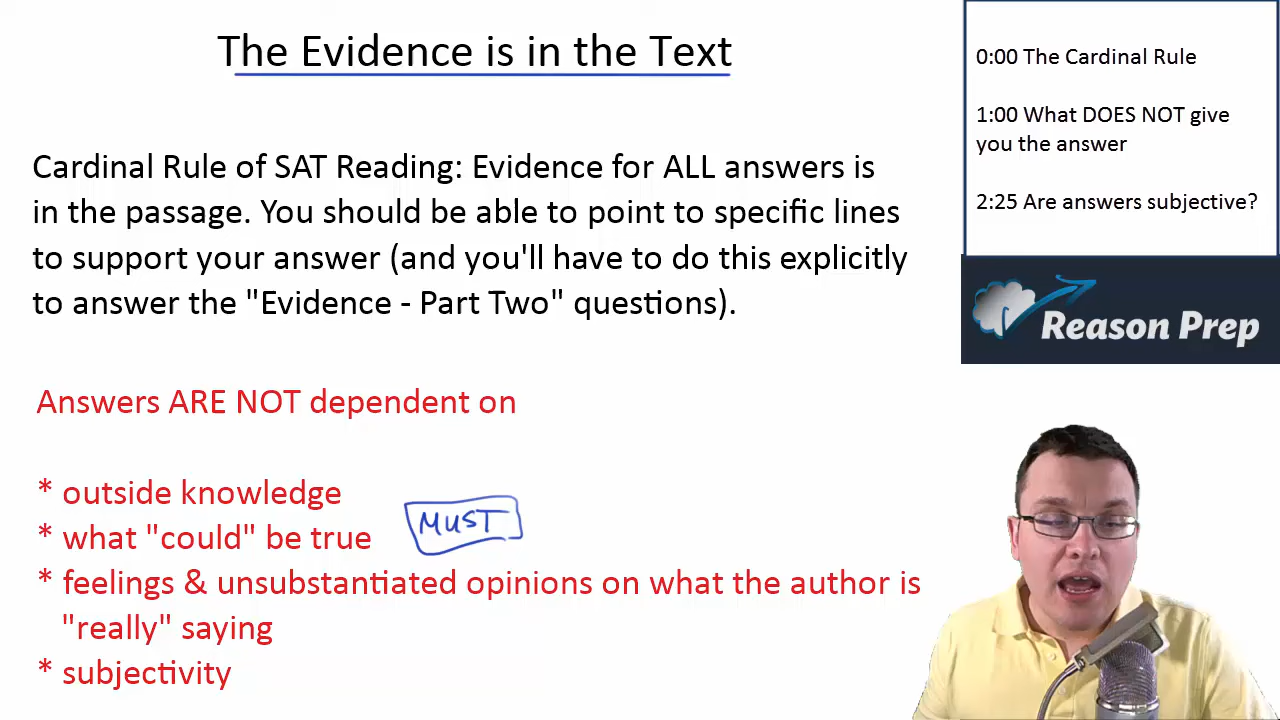 The Evidence is in the Text
Cardinal Rule of SAT Reading: Evidence for ALL answers is
in the passage. You should be able to point to specific lines
to support your answer (and you'll have to do this explicitly
to answer the "Evidence - Part Two" questions).
Answers ARE NOT dependent on
* outside knowledge
* what "could" be true
MUST
* feelings & unsubstantiated opinions on what the author is
"really" saying
* subjectivity
0:00 The Cardinal Rule
1:00 What DOES NOT give
you the answer
2:25 Are answers subjective?
Reason Prep